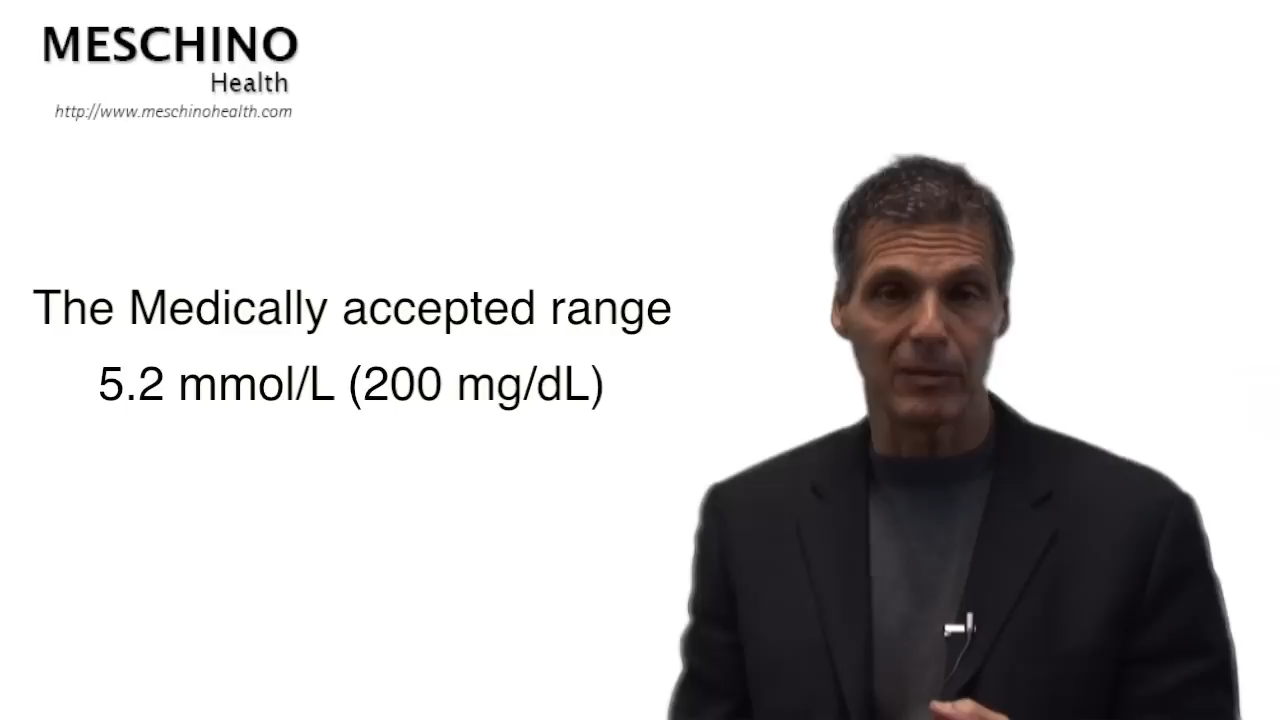 MESCHINO
Health
http://www.meschinohealth.com
The Medically accepted range
5.2 mmol/L (200 mg/dL)